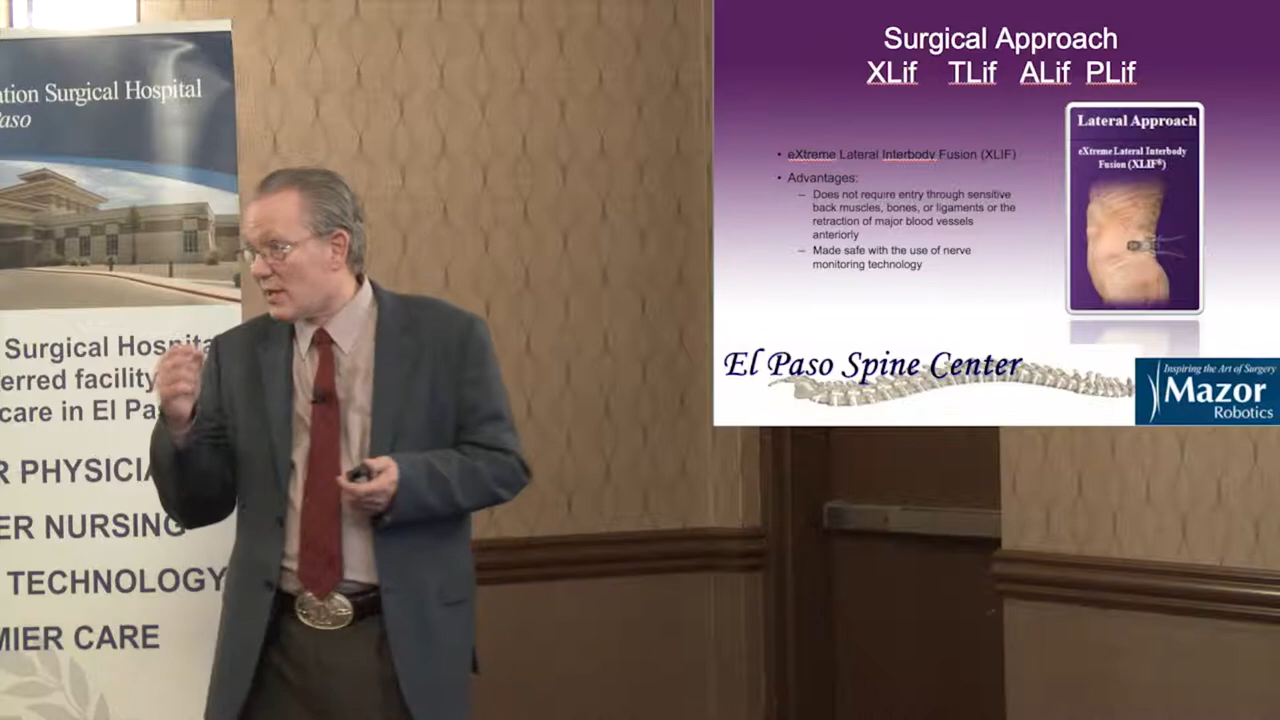 ation Surgical Hospital
Paso
Surgical Hospita
erred facility
care in El Pa
R PHYSICIA
ER NURSING
TECHNOLOGY
MIER CARE
Surgical Approach
XLif TLif ALif PLif
• eXtreme Lateral Interbody Fusion (XLIF)
• Advantages:
– Does not require entry through sensitive
back muscles, bones, or ligaments or the
retraction of major blood vessels
anteriorly
– Made safe with the use of nerve
monitoring technology
Lateral Approach
eXtreme Lateral Interbody
Fusion (XLIF®)
El Paso Spine Center
Inspiring the Art of Surgery
Mazor
Robotics